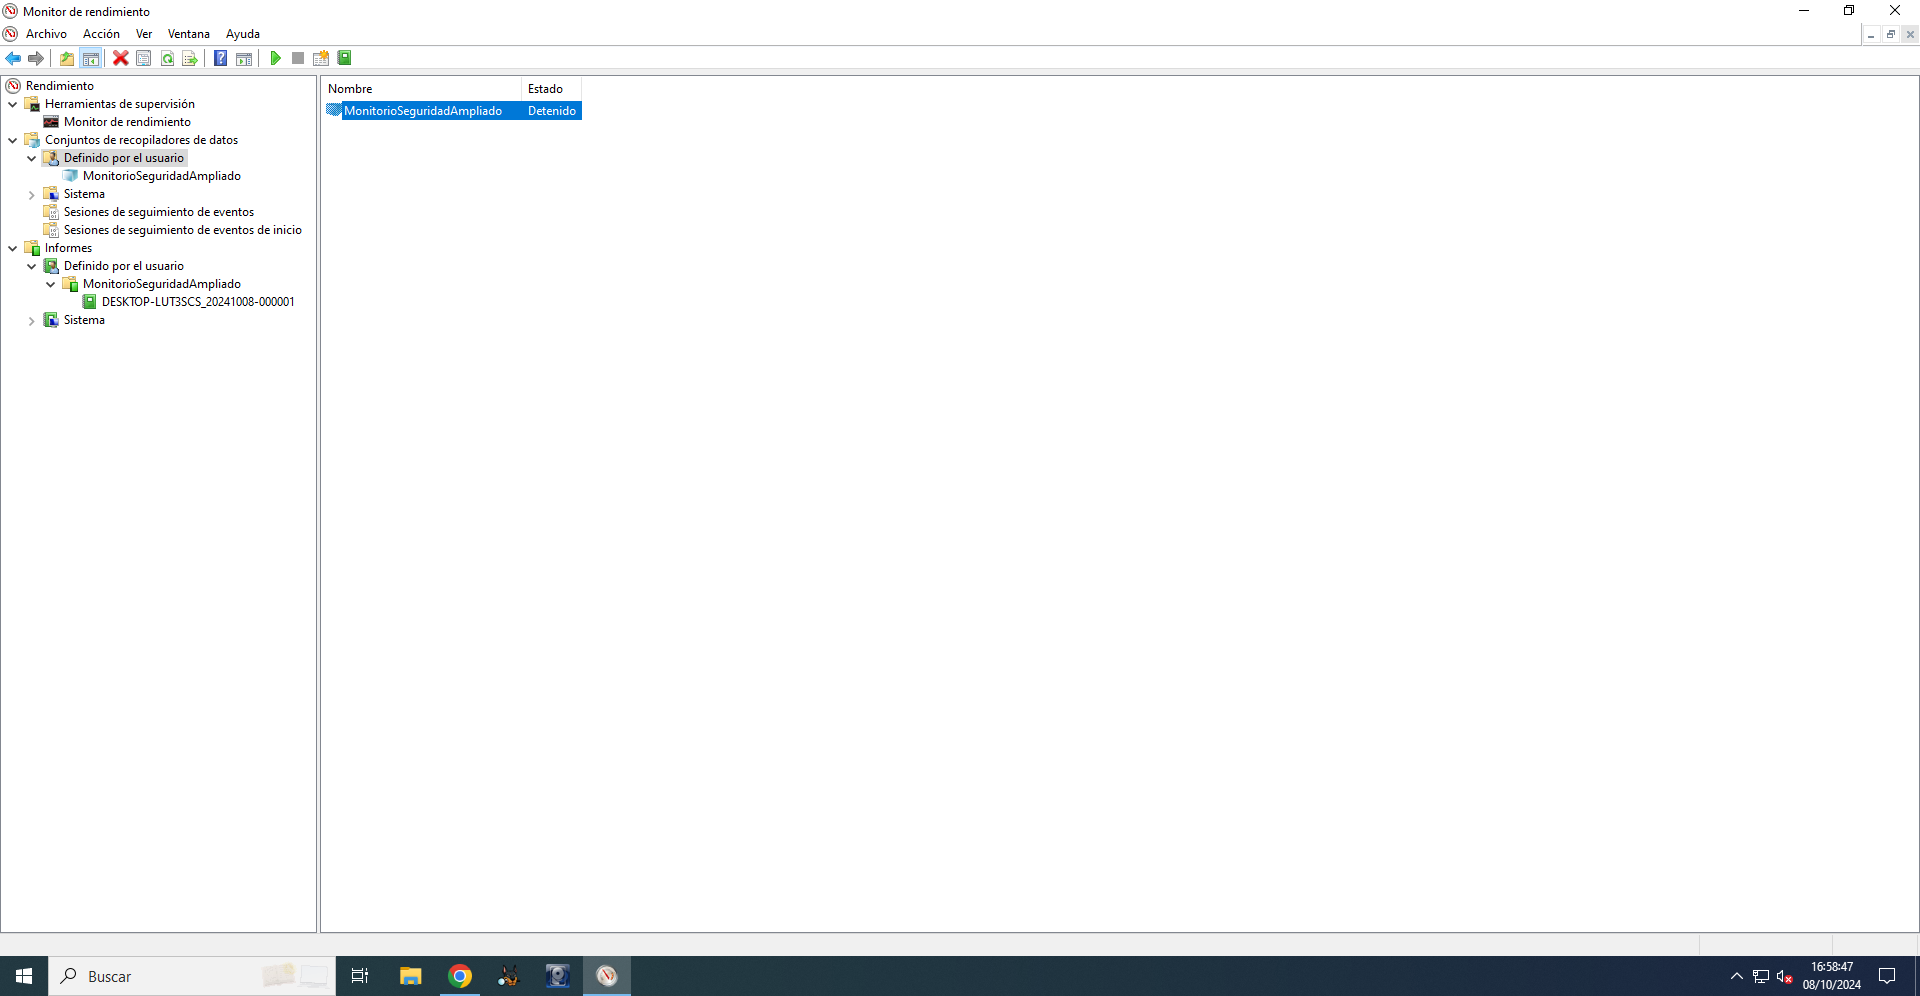 Monitor de rendimiento
Archivo Acción Ver Ventana Ayuda
Rendimiento
Herramientas de supervisión
Monitor de rendimiento
Conjuntos de recopiladores de datos
Definido por el usuario
MonitorioSeguridadAmpliado
Sistema
Sesiones de seguimiento de eventos
Sesiones de seguimiento de eventos de inicio
Informes
Definido por el usuario
MonitorioSeguridadAmpliado
DESKTOP-LUT3SCS_20241008-000001
Sistema
Nombre Estado
MonitorioSeguridadAmpliado Detenido
Buscar
16:58:47
08/10/2024